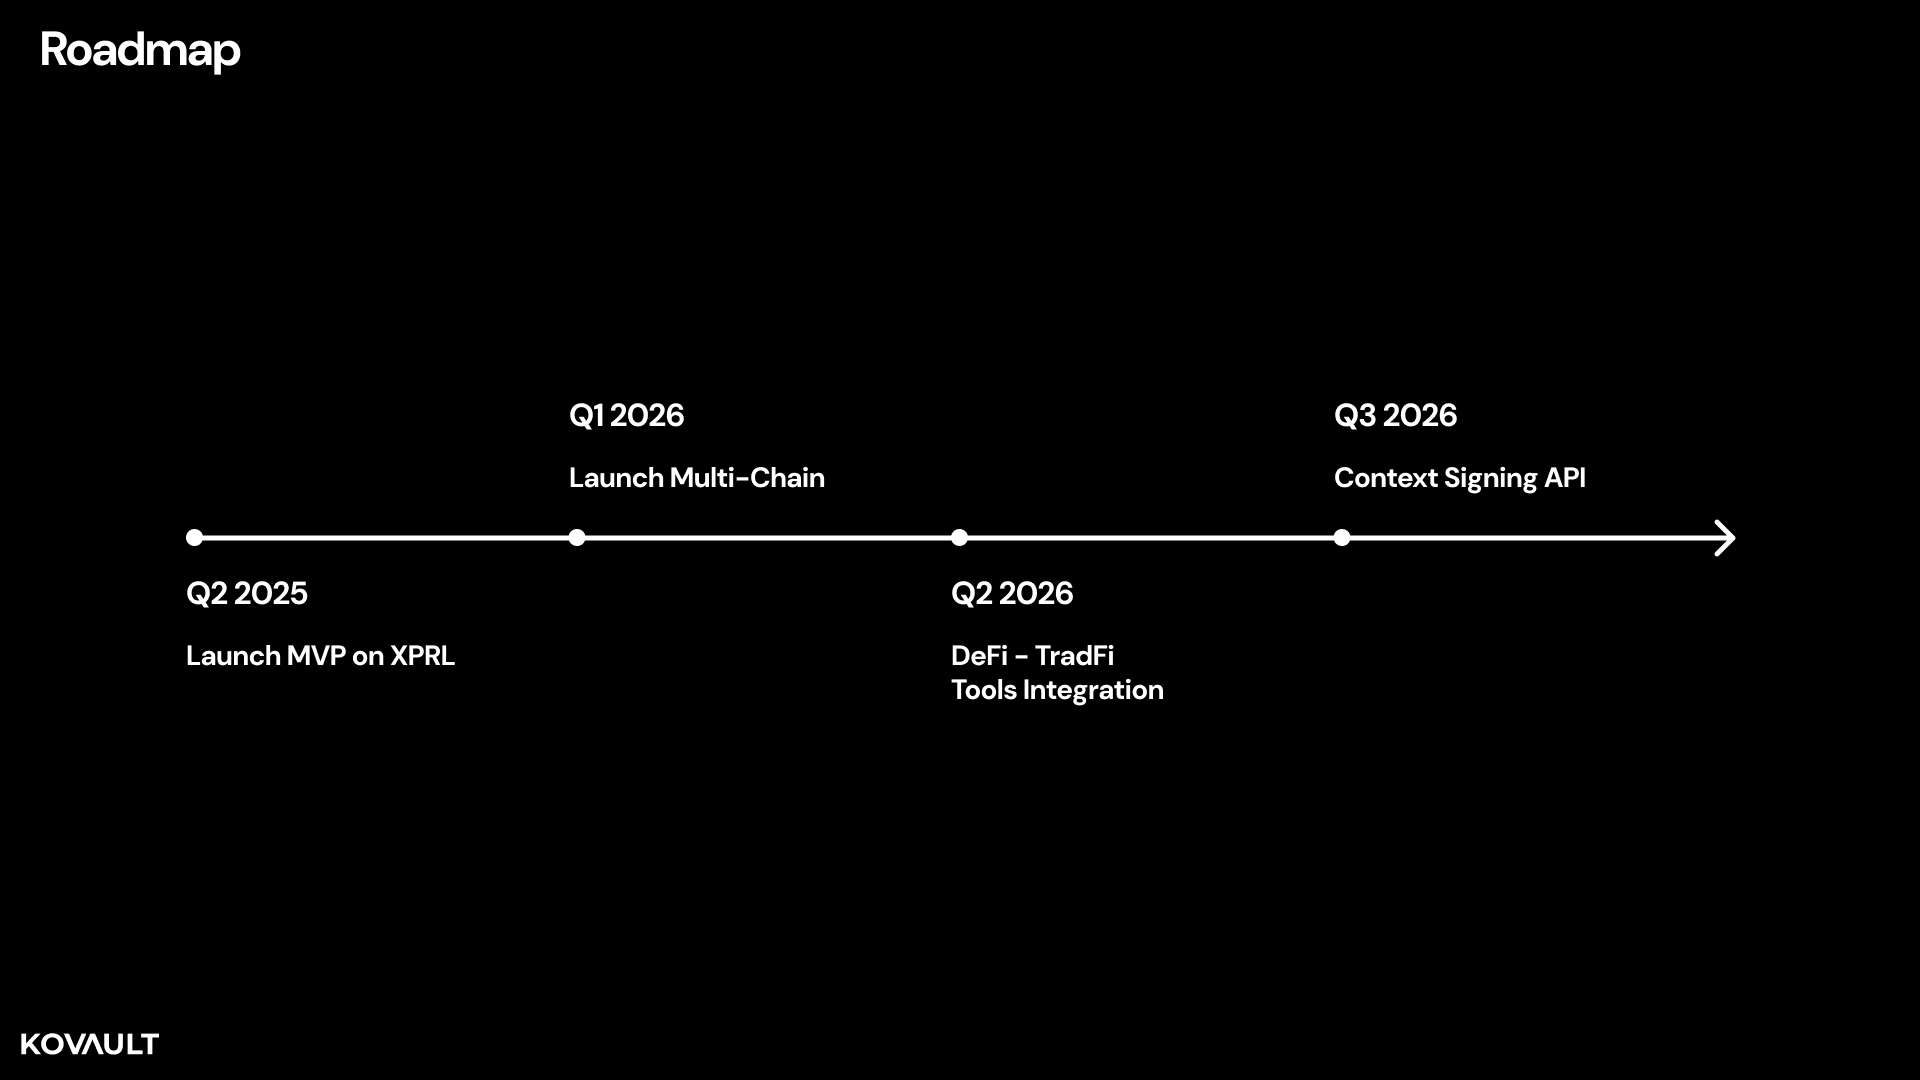 Roadmap
Q1 2026
Launch Multi-Chain
Q3 2026
Context Signing API
Q2 2025
Launch MVP on XPRL
Q2 2026
DeFi - TradFi
Tools Integration
KOVAULT